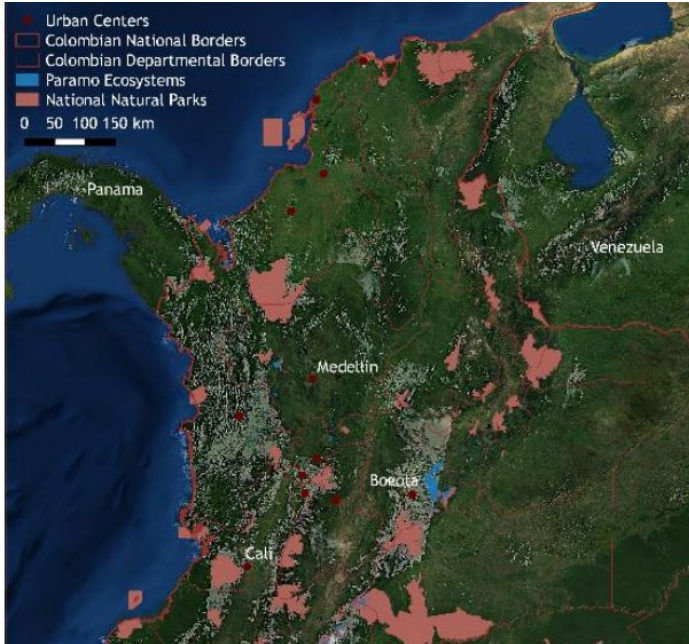 Urban Centers
Colombian National Borders
Colombian Departmental Borders
Paramo Ecosystems
National Natural Parks
0 50 100 150 km
Panama
Venezuela
Medellin
Bogota
Cali